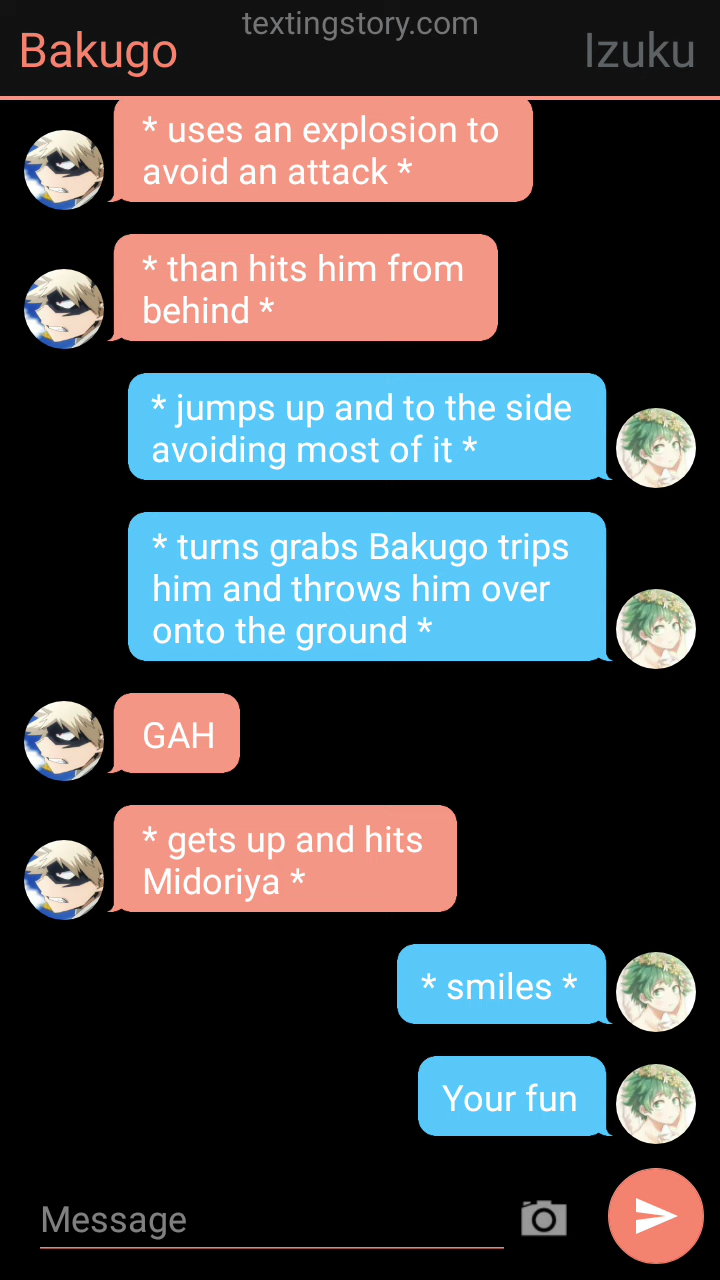 textingstory.com
Bakugo
Izuku
* uses an explosion to
avoid an attack *
* than hits him from
behind *
* jumps up and to the side
avoiding most of it *
* turns grabs Bakugo trips
him and throws him over
onto the ground *
GAH
* gets up and hits
Midoriya *
* smiles *
Your fun
Message